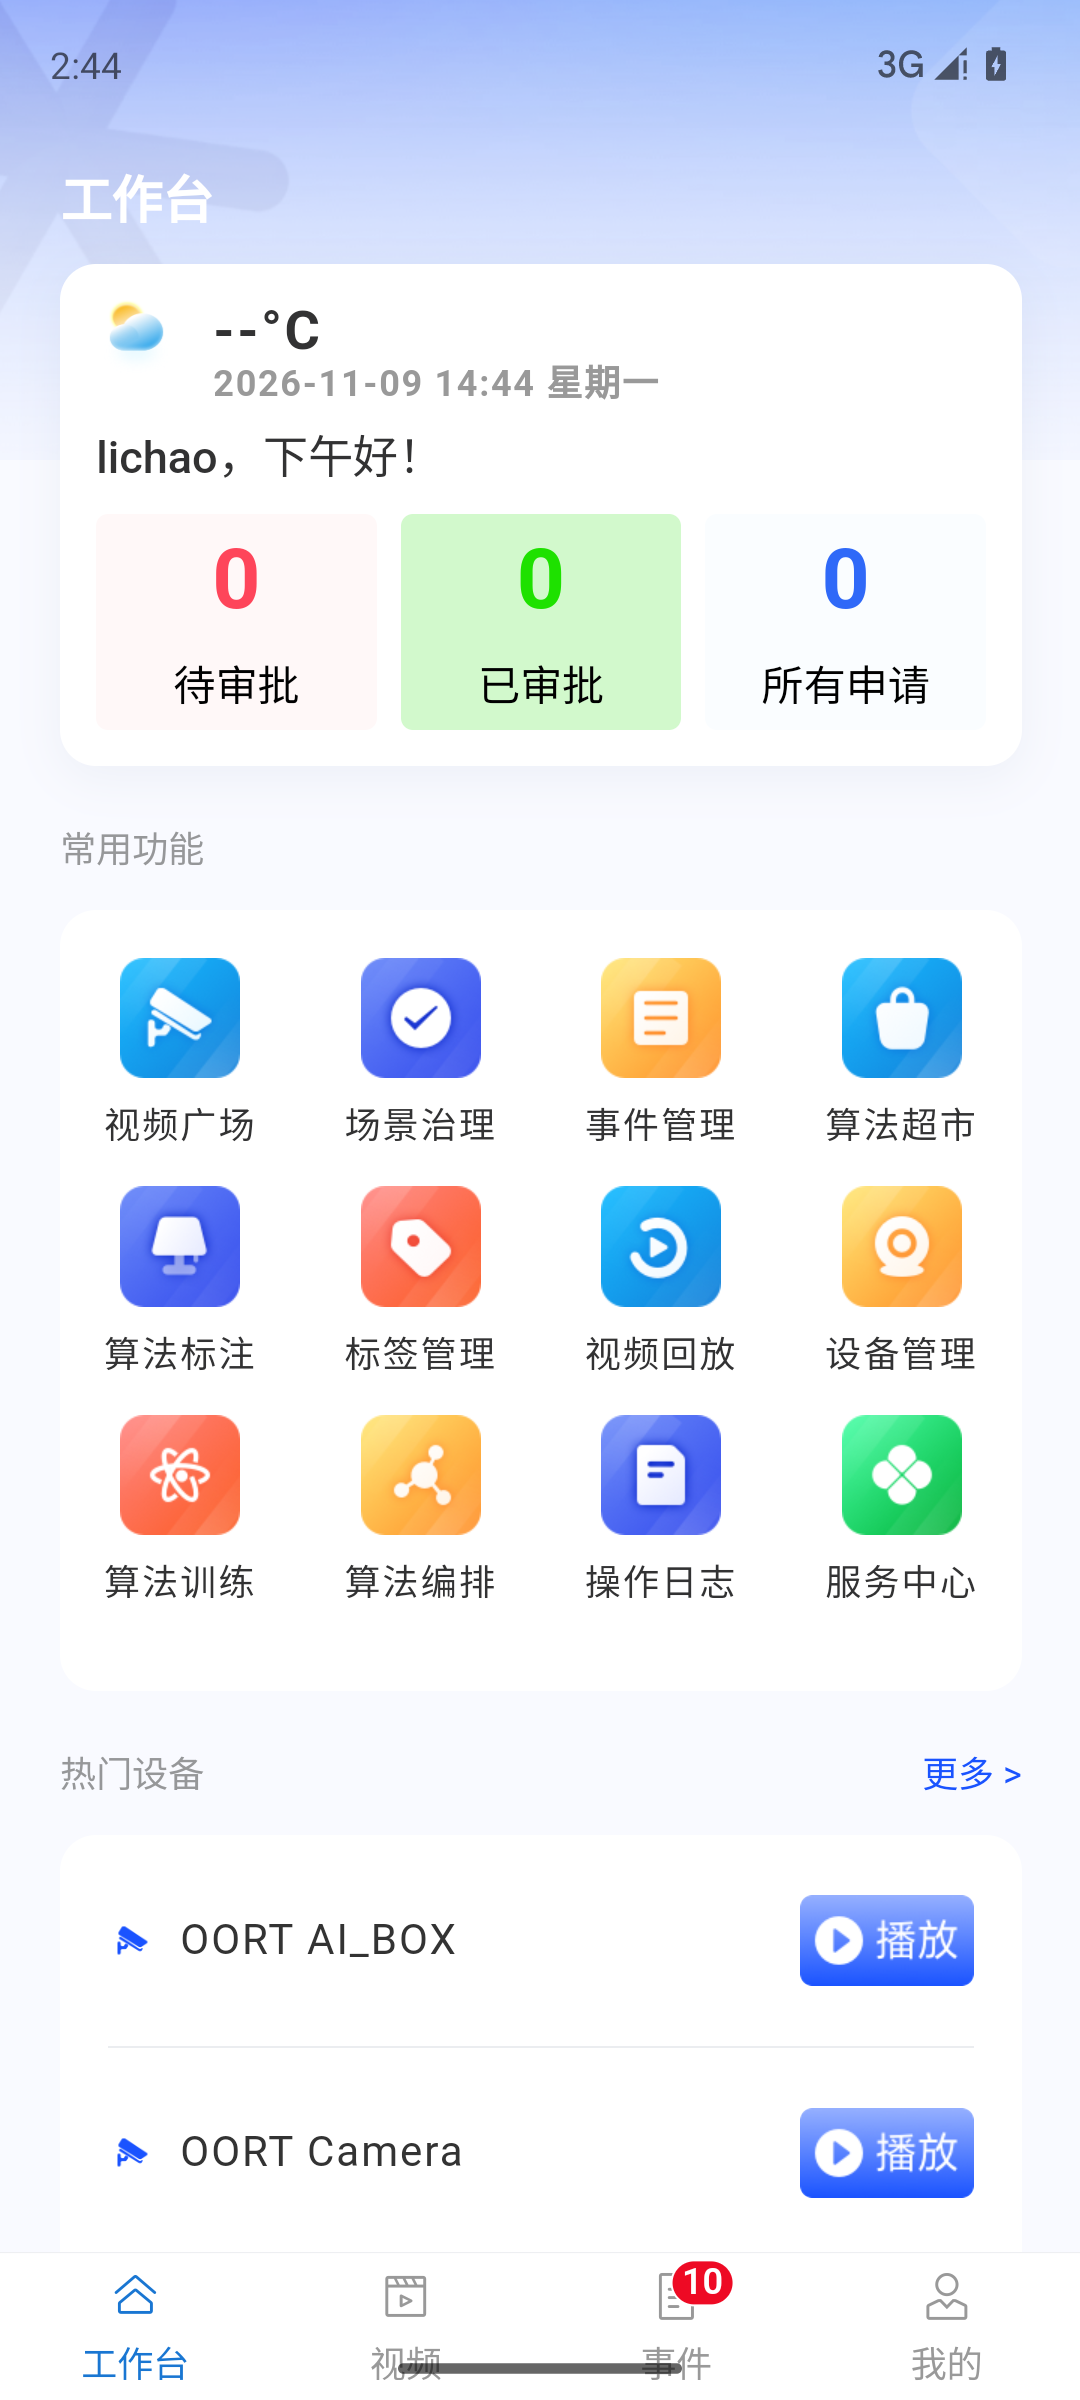 2:44
3G
工作台
--°C
2026-11-09 14:44 星期一
lichao，下午好！
0 0 0
待审批 已审批 所有申请
常用功能
视频广场 场景治理 事件管理 算法超市
算法标注 标签管理 视频回放 设备管理
算法训练 算法编排 操作日志 服务中心
热门设备 更多 >
OORT AI_BOX 播放
OORT Camera 播放
10
工作台 视频 事件 我的